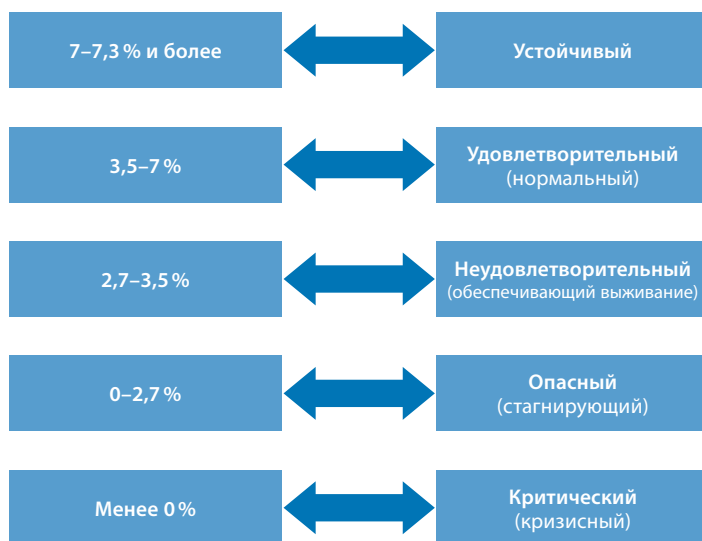 7–7,3 % и более
Устойчивый
3,5–7 %
Удовлетворительный
(нормальный)
2,7–3,5 %
Неудовлетворительный
(обеспечивающий выживание)
0–2,7 %
Опасный
(стагнирующий)
Менее 0 %
Критический
(кризисный)